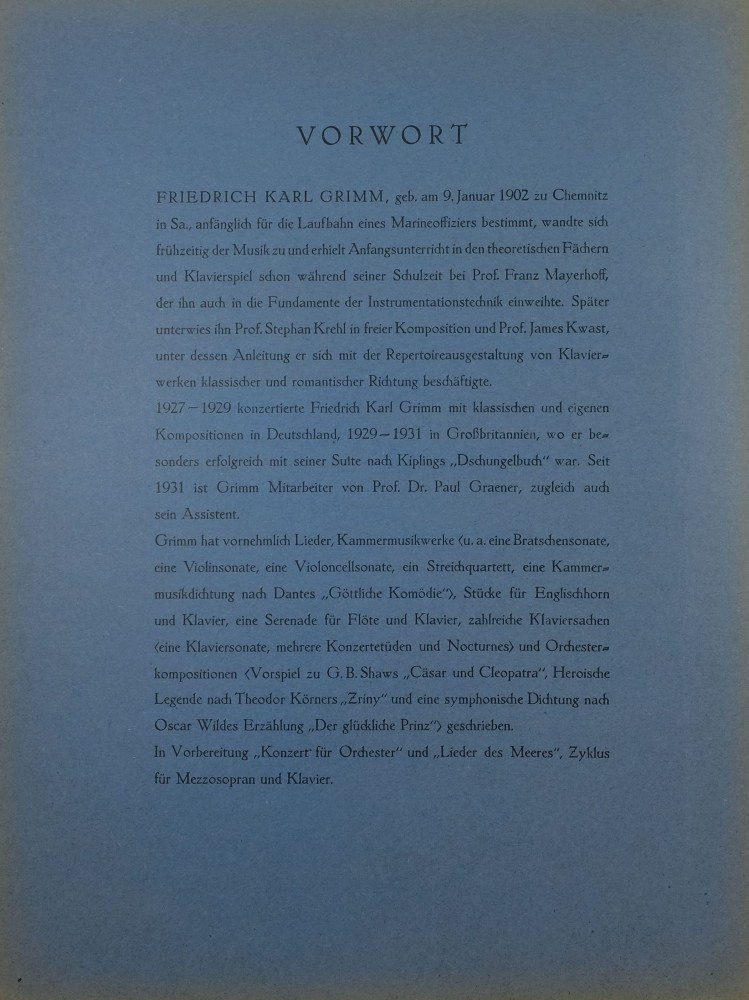 VORWORT
FRIEDRICH KARL GRIMM, geb. am 9. Januar 1902 zu Chemnitz
in Sa., anfänglich für die Laufbahn eines Marineoffiziers bestimmt, wandte sich
frühzeitig der Musik zu und erhielt Anfangsunterricht in den theoretischen Fächern
und Klavierspiel schon während seiner Schulzeit bei Prof. Franz Mayerhoff,
der ihn auch in die Fundamente der Instrumentationstechnik einweihte. Später
unterwies ihn Prof. Stephan Krehl in freier Komposition und Prof. James Kwast,
unter dessen Anleitung er sich mit der Repertoireausgestaltung von Klavier=
werken klassischer und romantischer Richtung beschäftigte.
1927—1929 konzertierte Friedrich Karl Grimm mit klassischen und eigenen
Kompositionen in Deutschland, 1929—1931 in Großbritannien, wo er be=
sonders erfolgreich mit seiner Suite nach Kiplings „Dschungelbuch“ war. Seit
1931 ist Grimm Mitarbeiter von Prof. Dr. Paul Graener, zugleich auch
sein Assistent.
Grimm hat vornehmlich Lieder, Kammermusikwerke (u. a. eine Bratschensonate,
eine Violinsonate, eine Violoncellsonate, ein Streichquartett, eine Kammer=
musikdichtung nach Dantes „Göttliche Komödie“), Stücke für Englischhorn
und Klavier, eine Serenade für Flöte und Klavier, zahlreiche Klaviersachen
(eine Klaviersonate, mehrere Konzertetüden und Nocturnes) und Orchester=
kompositionen (Vorspiel zu G. B. Shaws „Cäsar und Cleopatra“, Heroische
Legende nach Theodor Körners „Zriny“ und eine symphonische Dichtung nach
Oscar Wildes Erzählung „Der glückliche Prinz“) geschrieben.
In Vorbereitung „Konzert für Orchester“ und „Lieder des Meeres“, Zyklus
für Mezzosopran und Klavier.